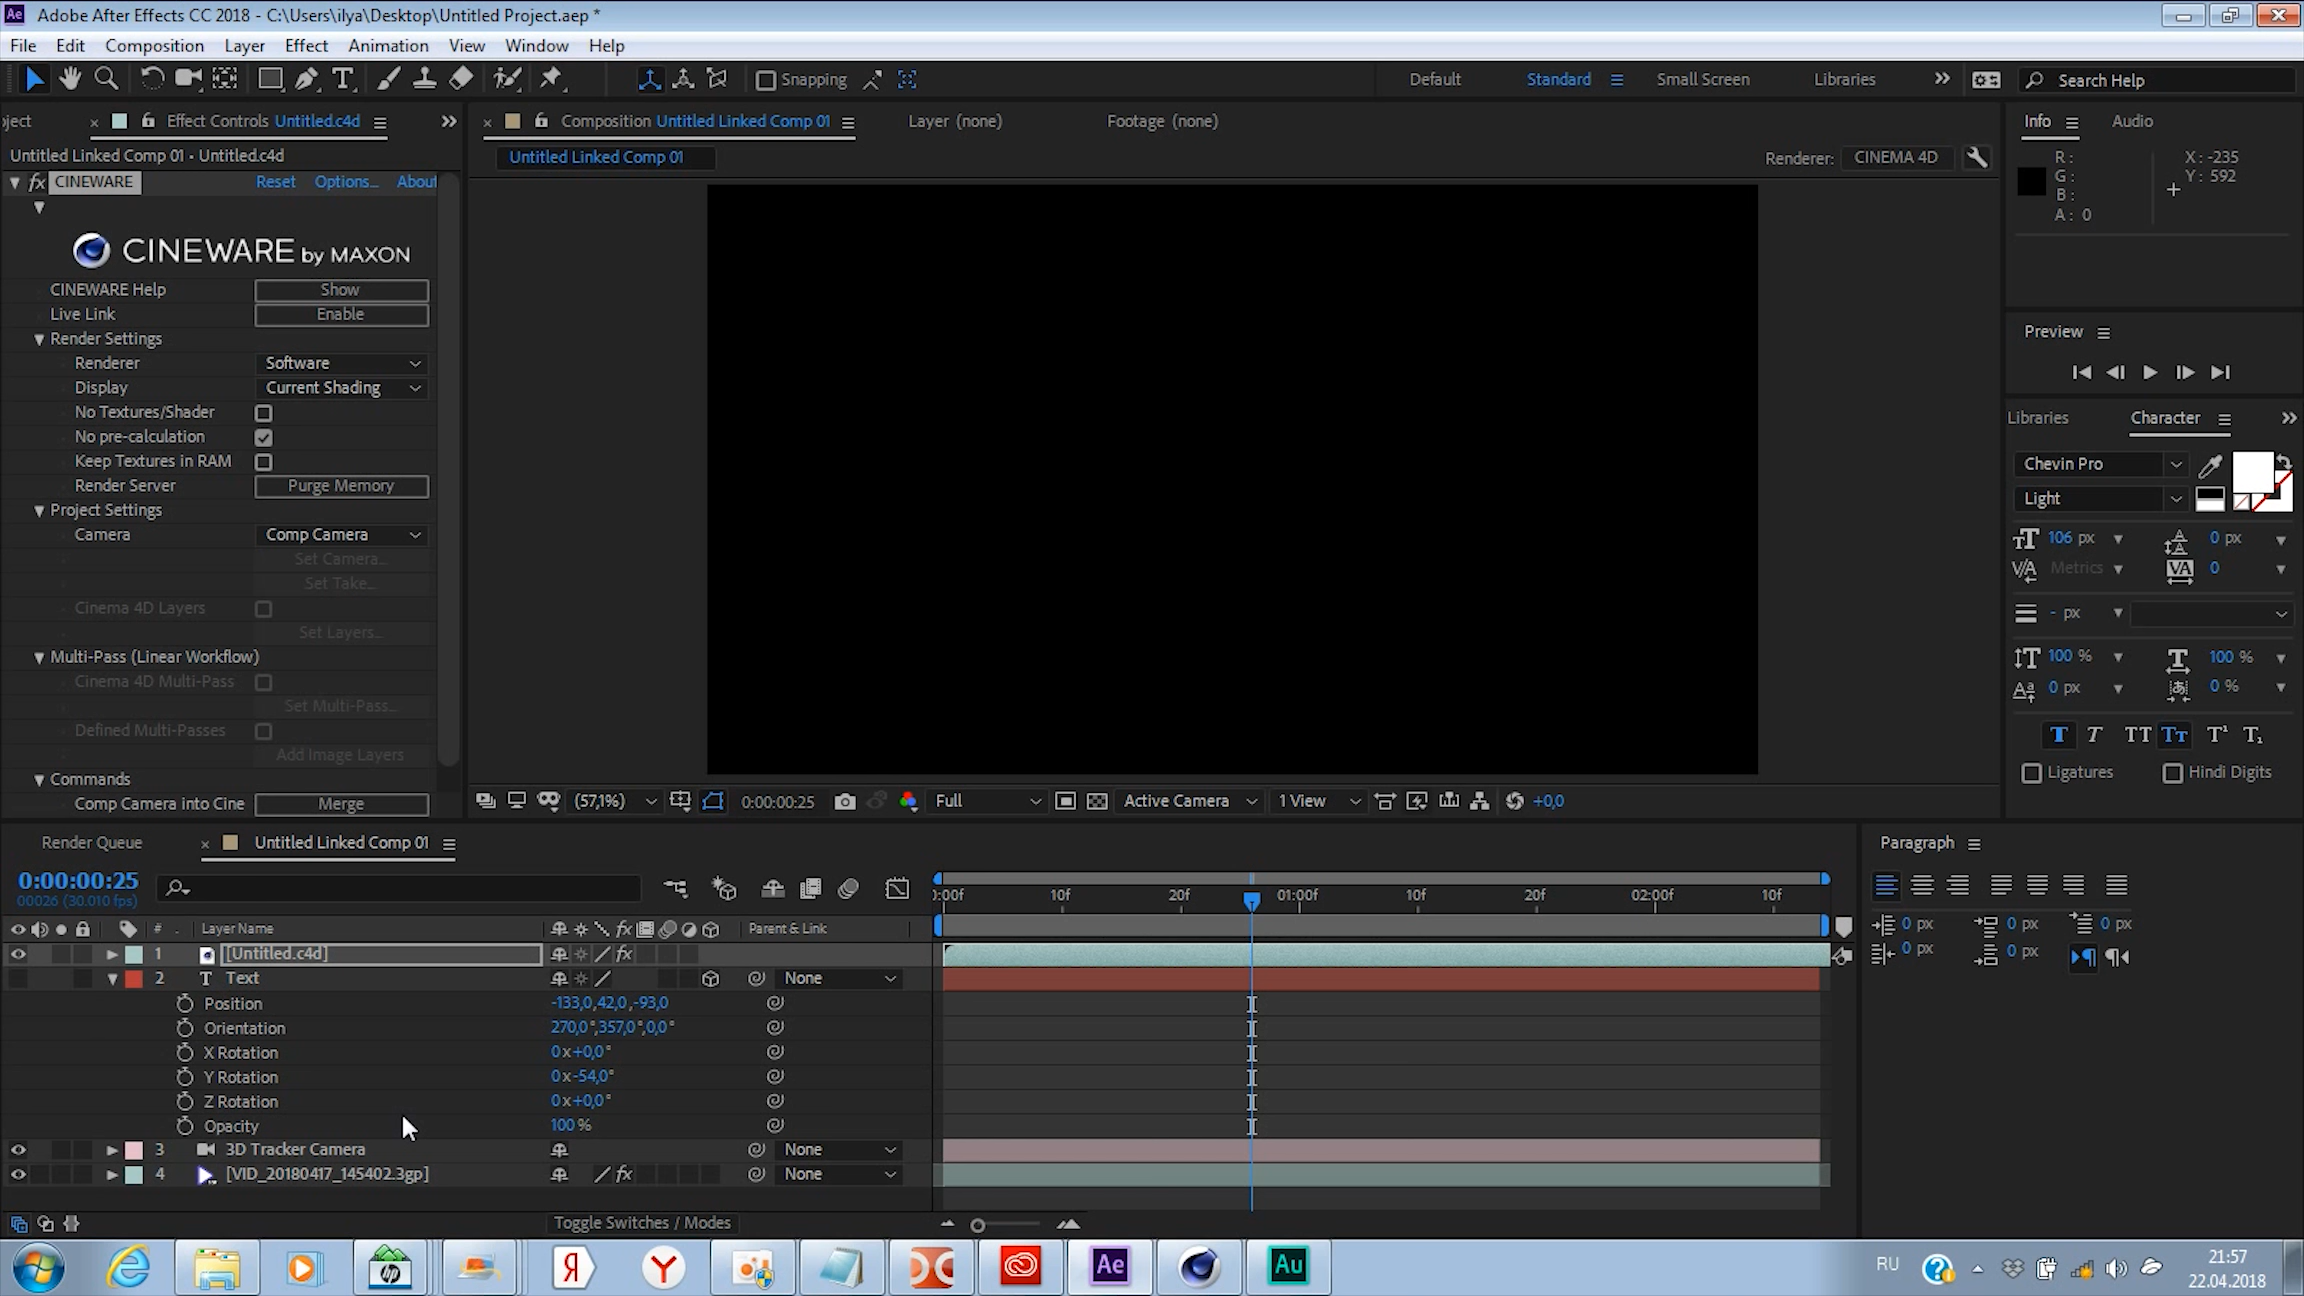 Adobe After Effects CC 2018 - C:\Users\ilya\Desktop\Untitled Project.aep *
File Edit Composition Layer Effect Animation View Window Help
Snapping Default Standard Small Screen Libraries Search Help
ject Effect Controls Untitled.c4d Composition Untitled Linked Comp 01 Layer (none) Footage (none) Info Audio
Untitled Linked Comp 01 • Untitled.c4d Untitled Linked Comp 01 Renderer: CINEMA 4D
R: X: -235
G: Y: 592
B:
A: 0
fx CINEWARE Reset Options... About
CINEWARE by MAXON
CINEWARE Help Show
Live Link Enable
Render Settings
Renderer Software
Display Current Shading
No Textures/Shader
No pre-calculation
Keep Textures in RAM
Render Server Purge Memory
Project Settings
Camera Comp Camera
Set Camera...
Set Take...
Cinema 4D Layers
Set Layers...
Multi-Pass (Linear Workflow)
Cinema 4D Multi-Pass
Set Multi-Pass...
Defined Multi-Passes
Add Image Layers
Commands
Comp Camera into Cine Merge
Preview
Libraries Character
Chevin Pro
Light
106 px 0 px
Metrics 0
- px
100 % 100 %
0 px 0 %
T T TT Tт T¹ T₁
Ligatures Hindi Digits
(57,1%) 0:00:00:25 Full Active Camera 1 View +0,0
Render Queue Untitled Linked Comp 01
0:00:00:25
00026 (30.010 fps)
):00f 10f 20f 01:00f 10f 20f 02:00f 10f
# Layer Name fx Parent & Link
1 [Untitled.c4d] fx
2 T Text None
Position -133,0,42,0,-93,0
Orientation 270,0°,357,0°,0,0°
X Rotation 0x+0,0°
Y Rotation 0x-54,0°
Z Rotation 0x+0,0°
Opacity 100 %
3 3D Tracker Camera None
4 [VID_20180417_145402.3gp] fx None
Toggle Switches / Modes
Paragraph
0 px 0 px 0 px
0 px 0 px
hp Я Y Ae Au RU
21:57
22.04.2018